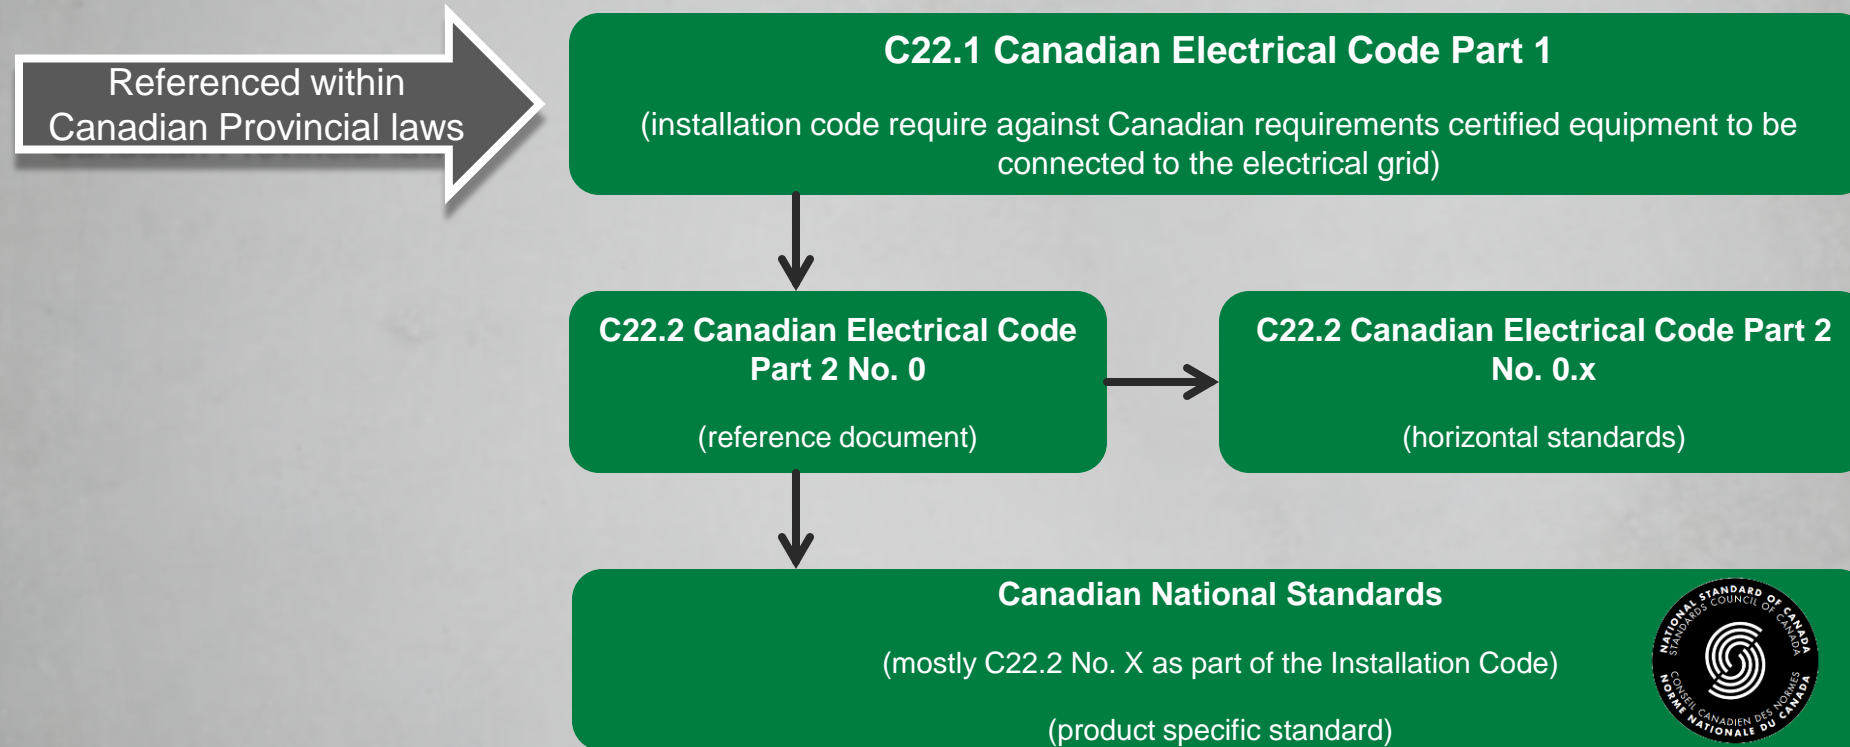 Referenced within
Canadian Provincial laws
C22.1 Canadian Electrical Code Part 1
(installation code require against Canadian requirements certified equipment to be
connected to the electrical grid)
C22.2 Canadian Electrical Code
Part 2 No. 0
(reference document)
C22.2 Canadian Electrical Code Part 2
No. 0.x
(horizontal standards)
Canadian National Standards
(mostly C22.2 No. X as part of the Installation Code)
(product specific standard)
NATIONAL STANDARD OF CANADA
STANDARDS COUNCIL OF CANADA
CONSEIL CANADIEN DES NORMES
NORME NATIONALE DU CANADA